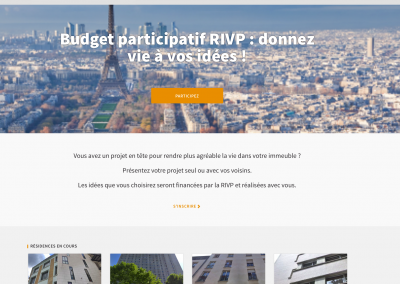 Budget participatif RIVP : donnez
vie à vos idées !
PARTICIPEZ
Vous avez un projet en tête pour rendre plus agréable la vie dans votre immeuble ?
Présentez votre projet seul ou avec vos voisins.
Les idées que vous choisirez seront financées par la RIVP et réalisées avec vous.
S'INSCRIRE
RÉSIDENCES EN COURS